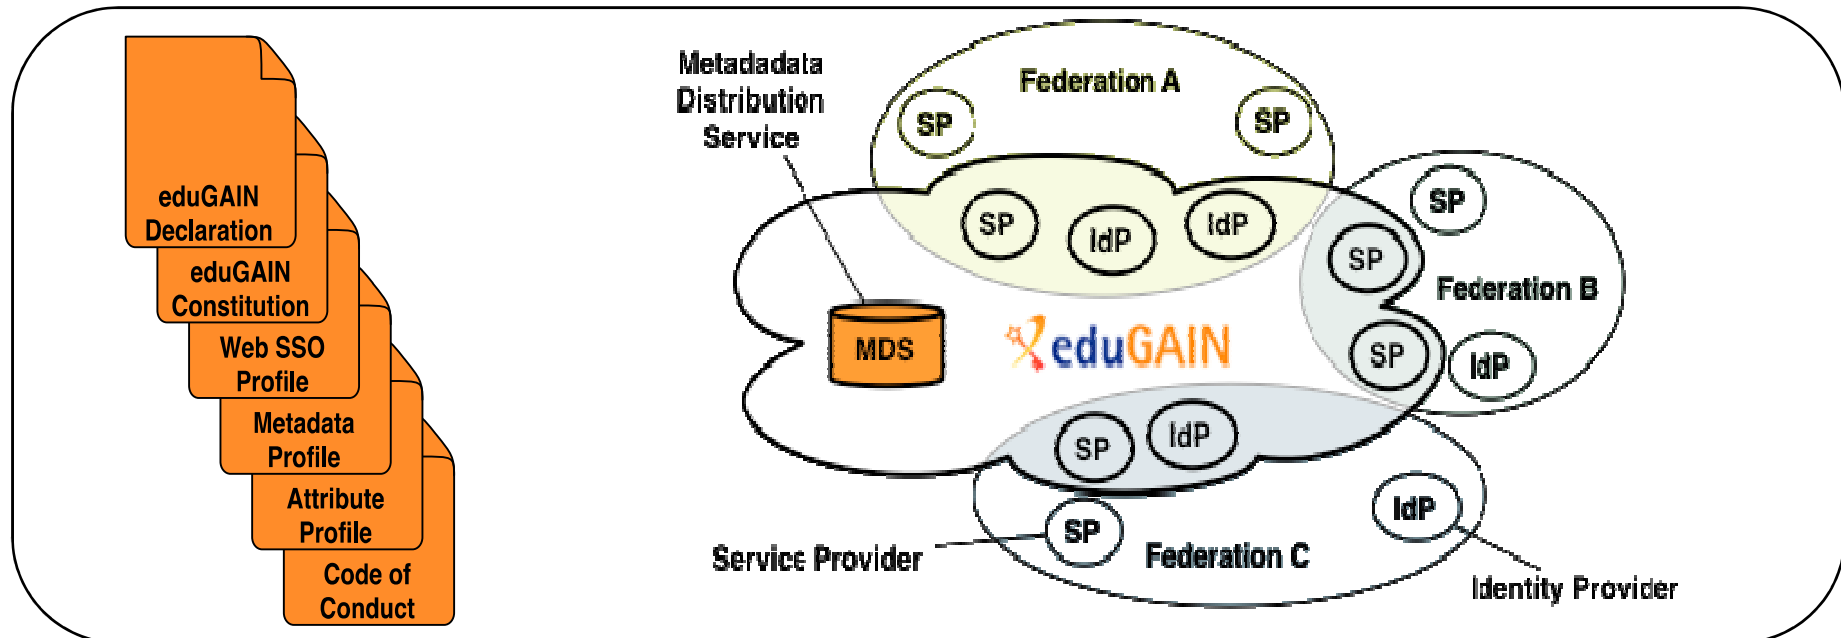 eduGAIN
Declaration
eduGAIN
Constitution
Web SSO
Profile
Metadata
Profile
Attribute
Profile
Code of
Conduct
Metadadata
Distribution
Service
MDS
eduGAIN
Federation A
SP
SP
SP
IdP
IdP
SP
SP
Federation B
SP
IdP
SP
IdP
SP
IdP
Federation C
Service Provider
Identity Provider